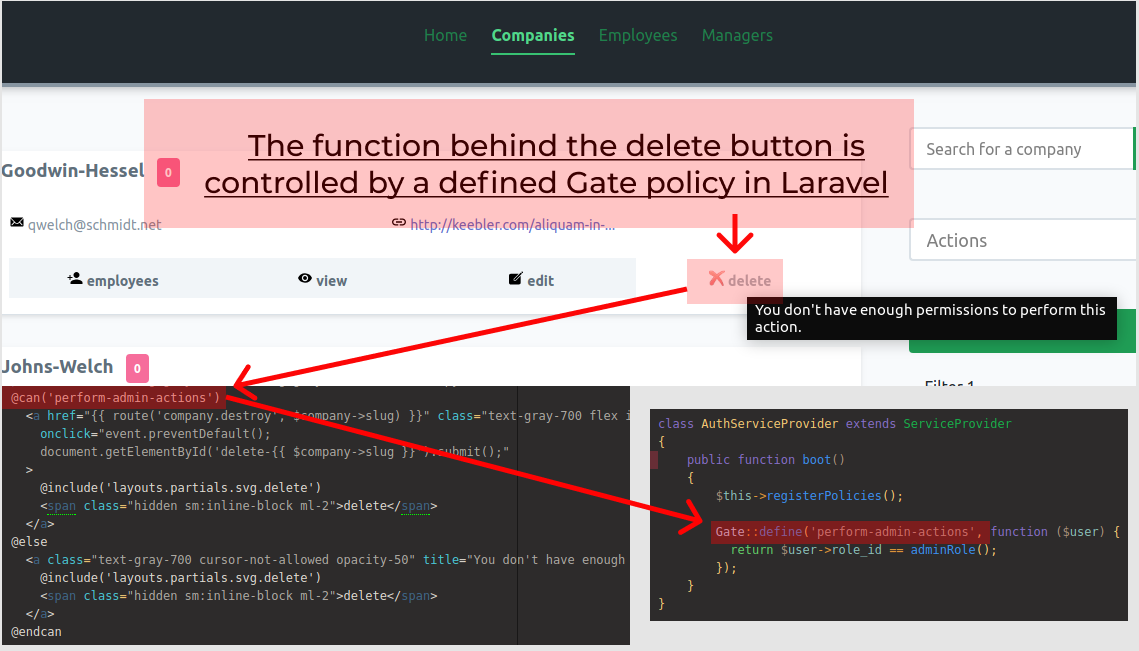 Home Companies Employees Managers
The function behind the delete button is
controlled by a defined Gate policy in Laravel
Search for a company
Goodwin-Hessel 0
qwelch@schmidt.net http://keebler.com/aliquam-in-...
Actions
employees view edit delete
You don't have enough permissions to perform this
action.
Johns-Welch 0
Filter 1
@can('perform-admin-actions')
<a href="{{ route('company.destroy', $company->slug) }}" class="text-gray-700 flex i
onclick="event.preventDefault();
document.getElementById('delete-{{ $company->slug }}').submit();"
>
@include('layouts.partials.svg.delete')
<span class="hidden sm:inline-block ml-2">delete</span>
</a>
@else
<a class="text-gray-700 cursor-not-allowed opacity-50" title="You don't have enough
@include('layouts.partials.svg.delete')
<span class="hidden sm:inline-block ml-2">delete</span>
</a>
@endcan
class AuthServiceProvider extends ServiceProvider
{
public function boot()
{
$this->registerPolicies();
Gate::define('perform-admin-actions', function ($user) {
return $user->role_id == adminRole();
});
}
}